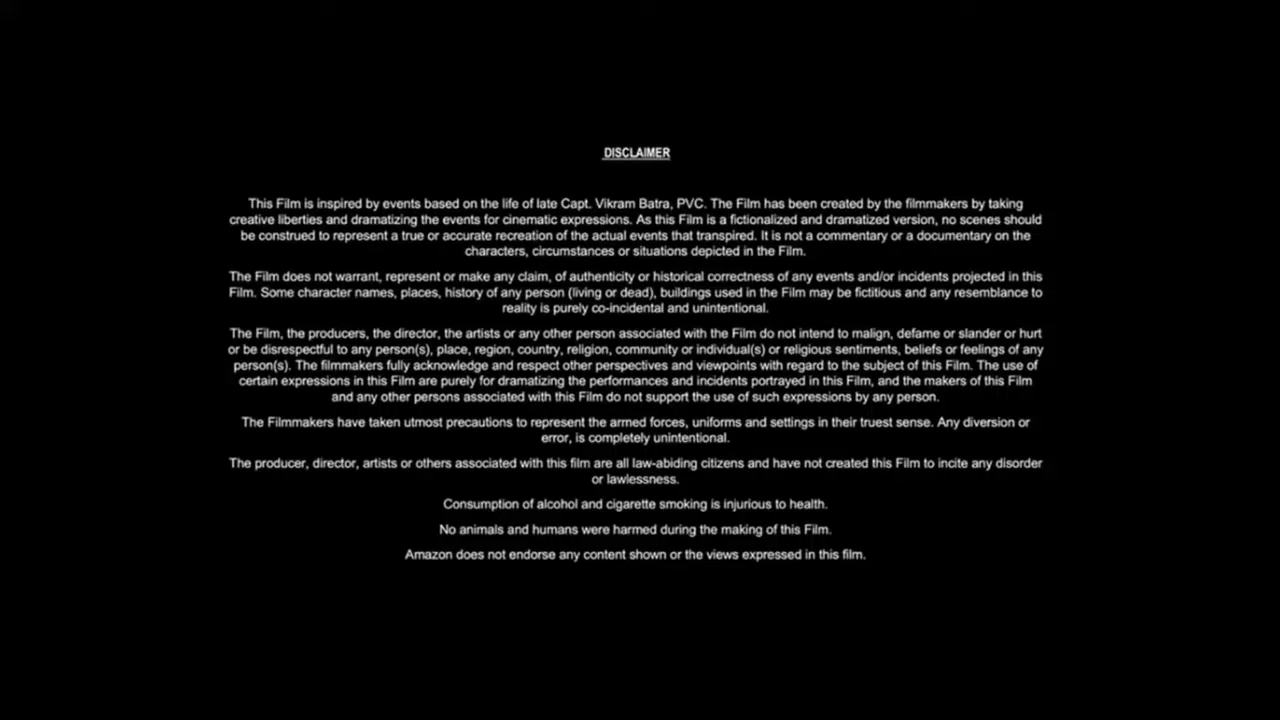 DISCLAIMER
This Film is inspired by events based on the life of late Capt. Vikram Batra, PVC. The Film has been created by the filmmakers by taking
creative liberties and dramatizing the events for cinematic expressions. As this Film is a fictionalized and dramatized version, no scenes should
be construed to represent a true or accurate recreation of the actual events that transpired. It is not a commentary or a documentary on the
characters, circumstances or situations depicted in the Film.
The Film does not warrant, represent or make any claim, of authenticity or historical correctness of any events and/or incidents projected in this
Film. Some character names, places, history of any person (living or dead), buildings used in the Film may be fictitious and any resemblance to
reality is purely co-incidental and unintentional.
The Film, the producers, the director, the artists or any other person associated with the Film do not intend to malign, defame or slander or hurt
or be disrespectful to any person(s), place, region, country, religion, community or individual(s) or religious sentiments, beliefs or feelings of any
person(s). The filmmakers fully acknowledge and respect other perspectives and viewpoints with regard to the subject of this Film. The use of
certain expressions in this Film are purely for dramatizing the performances and incidents portrayed in this Film, and the makers of this Film
and any other persons associated with this Film do not support the use of such expressions by any person.
The Filmmakers have taken utmost precautions to represent the armed forces, uniforms and settings in their truest sense. Any diversion or
error, is completely unintentional.
The producer, director, artists or others associated with this film are all law-abiding citizens and have not created this Film to incite any disorder
or lawlessness.
Consumption of alcohol and cigarette smoking is injurious to health.
No animals and humans were harmed during the making of this Film.
Amazon does not endorse any content shown or the views expressed in this film.